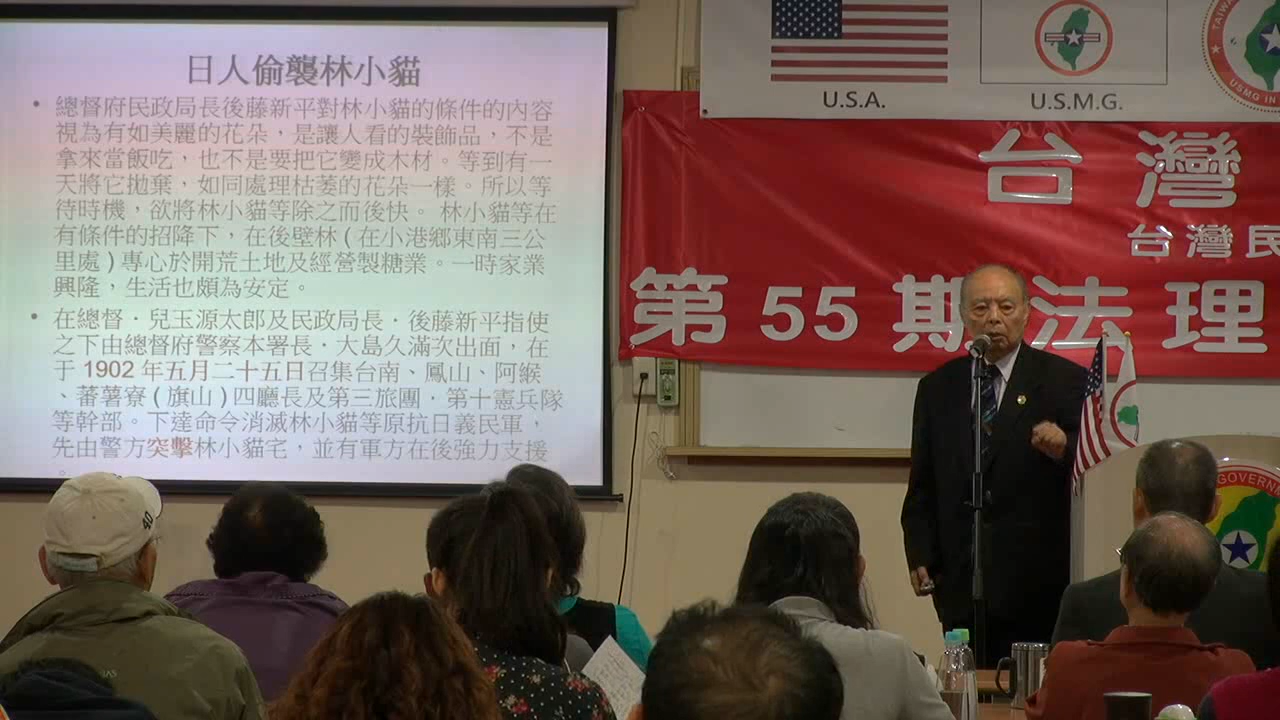 日人偷襲林小貓
• 總督府民政局長後藤新平對林小貓的條件的內容
視為有如美麗的花朵，是讓人看的裝飾品，不是
拿來當飯吃，也不是要把它變成木材。等到有一
天將它拋棄，如同處理枯萎的花朵一樣。所以等
待時機，欲將林小貓等除之而後快。 林小貓等在
有條件的招降下，在後壁林 ( 在小港鄉東南三公
里處 ) 專心於開荒土地及經營製糖業。一時家業
興隆，生活也頗為安定。
• 在總督．兒玉源太郎及民政局長．後藤新平指使
之下由總督府警察本署長．大島久滿次出面，在
于 1902 年五月二十五日召集台南、鳳山、阿緱
、蕃薯寮 ( 旗山 ) 四廳長及第三旅團．第十憲兵隊
等幹部。下達命令消滅林小貓等原抗日義民軍，
先由警方突擊林小貓宅，並有軍方在後強力支援
。
U.S.A.
U.S.M.G.
USMG IN
台灣
台灣民
第55期法理
GOVERN
40